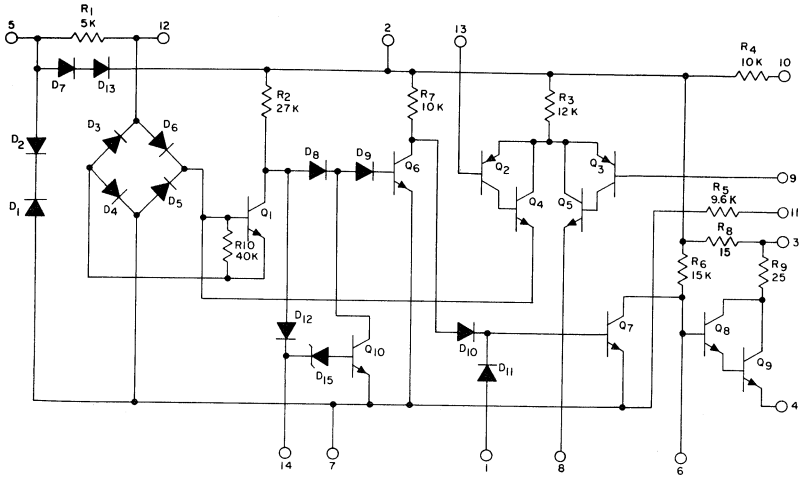 R1
5K
5
12
2
13
D7
D13
R4
10K
10
R2
27K
R7
10K
R3
12K
D3
D6
D2
D8
D9
Q6
Q2
Q3
9
D4
D5
Q1
Q4
Q5
R5
9.6K
11
D1
R10
40K
R8
15
3
R6
15K
R9
25
D12
D10
Q7
Q8
D15
Q10
D11
Q9
4
14
7
1
8
6